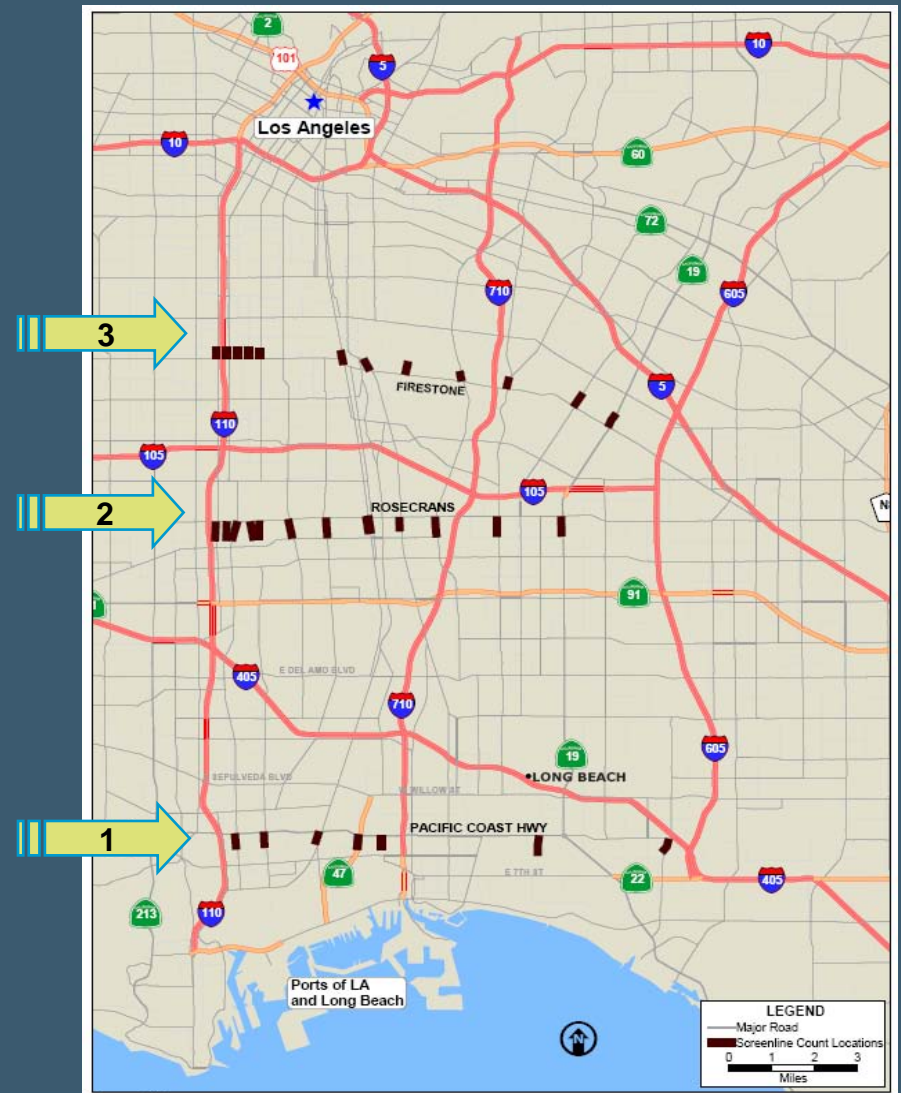 2
101
5
10
Los Angeles
10
60
72
19
710
605
3
FIRESTONE
5
110
105
105
2
ROSECRANS
N
91
E DEL AMO BLVD
405
710
19
605
LONG BEACH
SEPULVEDA BLVD
W WILLOW ST
1
PACIFIC COAST HWY
E 7TH ST
47
22
405
213
110
Ports of LA
and Long Beach
N
LEGEND
Major Road
Screenline Count Locations
0 1 2 3
Miles